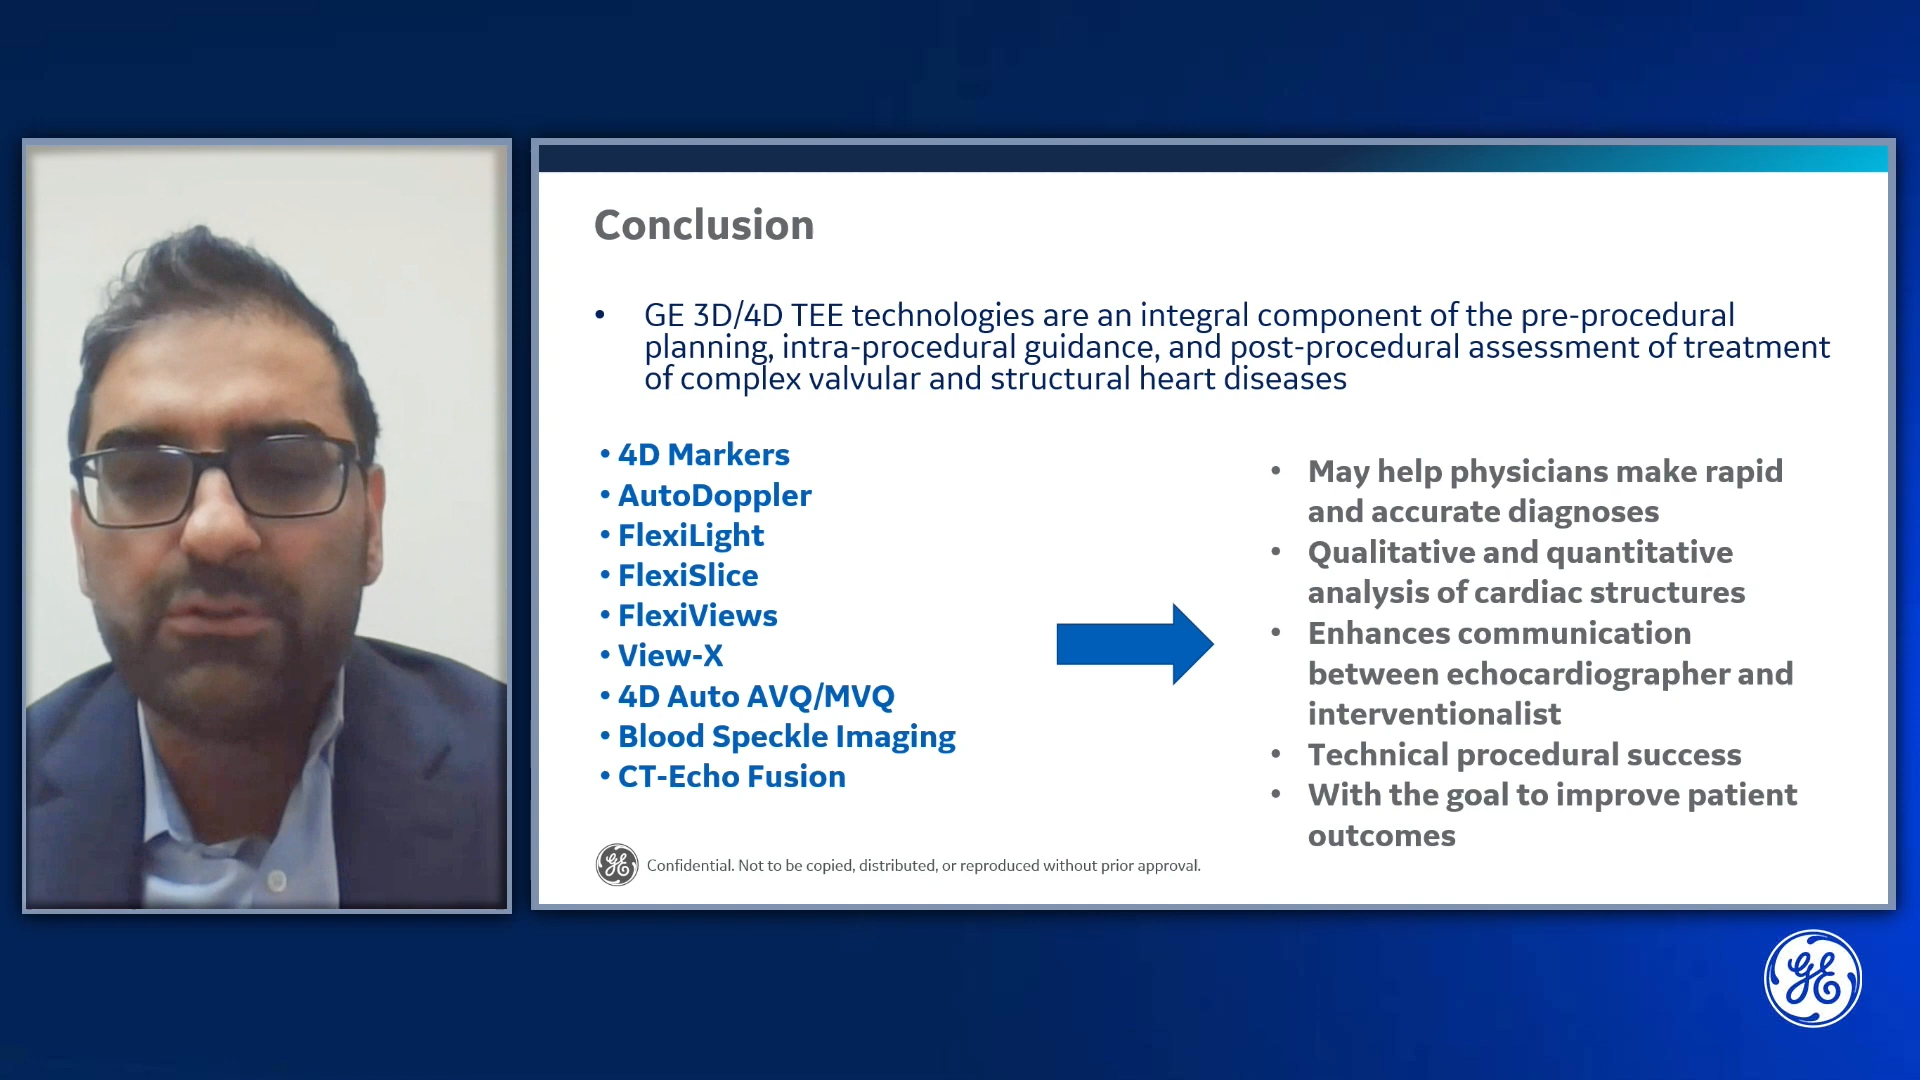 Conclusion
• GE 3D/4D TEE technologies are an integral component of the pre-procedural
planning, intra-procedural guidance, and post-procedural assessment of treatment
of complex valvular and structural heart diseases
• 4D Markers
• AutoDoppler
• FlexiLight
• FlexiSlice
• FlexiViews
• View-X
• 4D Auto AVQ/MVQ
• Blood Speckle Imaging
• CT-Echo Fusion
• May help physicians make rapid
and accurate diagnoses
• Qualitative and quantitative
analysis of cardiac structures
• Enhances communication
between echocardiographer and
interventionalist
• Technical procedural success
• With the goal to improve patient
outcomes
GE Confidential. Not to be copied, distributed, or reproduced without prior approval.
GE